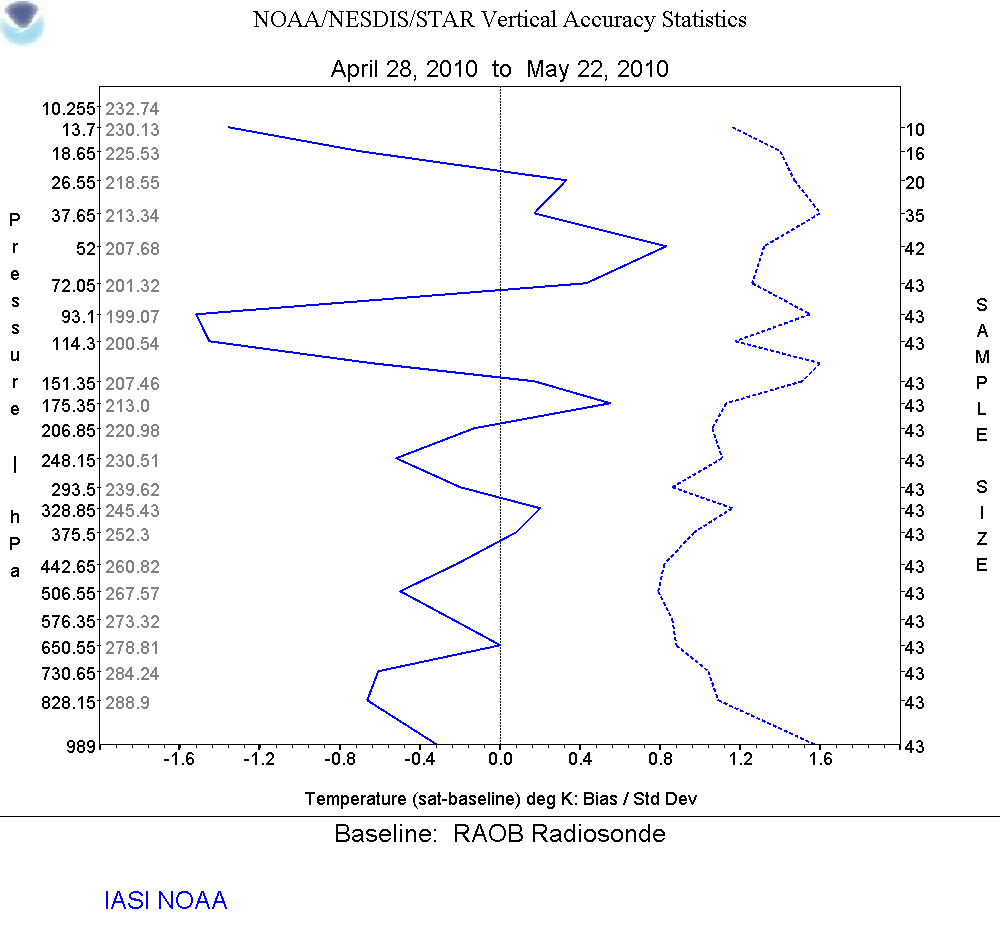 NOAA/NESDIS/STAR Vertical Accuracy Statistics
April 28, 2010 to May 22, 2010
Pressure | hPa
10.255 232.74
13.7 230.13 10
18.65 225.53 16
26.55 218.55 20
37.65 213.34 35
52 207.68 42
72.05 201.32 43
93.1 199.07 43
114.3 200.54 43
151.35 207.46 43
175.35 213.0 43
206.85 220.98 43
248.15 230.51 43
293.5 239.62 43
328.85 245.43 43
375.5 252.3 43
442.65 260.82 43
506.55 267.57 43
576.35 273.32 43
650.55 278.81 43
730.65 284.24 43
828.15 288.9 43
989 43
SAMPLE SIZE
-1.6 -1.2 -0.8 -0.4 0.0 0.4 0.8 1.2 1.6
Temperature (sat-baseline) deg K: Bias / Std Dev
Baseline: RAOB Radiosonde
IASI NOAA